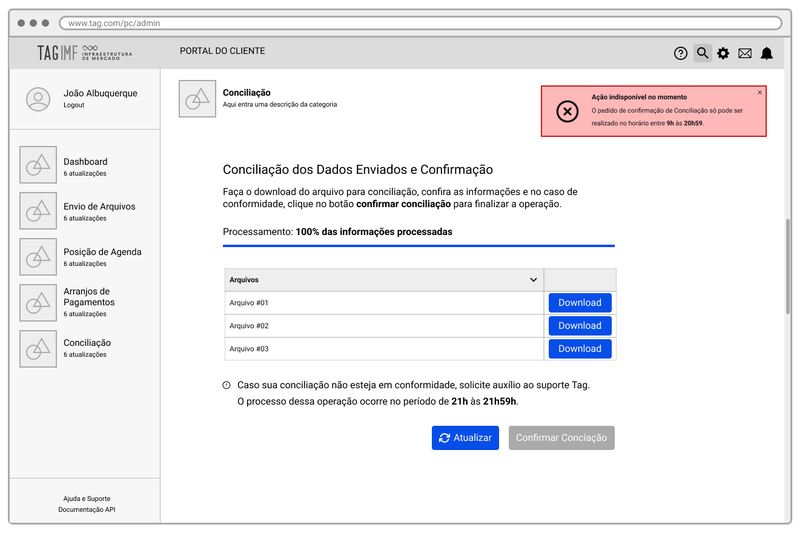 www.tag.com/pc/admin
TAG IMF INFRAESTRUTURA
DE MERCADO
PORTAL DO CLIENTE
João Albuquerque
Logout
Dashboard
6 atualizações
Envio de Arquivos
6 atualizações
Posição de Agenda
6 atualizações
Arranjos de
Pagamentos
6 atualizações
Conciliação
6 atualizações
Ajuda e Suporte
Documentação API
Conciliação
Aqui entra uma descrição da categoria
Ação indisponível no momento
O pedido de confirmação de Conciliação só pode ser
realizado no horário entre 9h às 20h59.
Conciliação dos Dados Enviados e Confirmação
Faça o download do arquivo para conciliação, confira as informações e no caso de
conformidade, clique no botão confirmar conciliação para finalizar a operação.
Processamento: 100% das informações processadas
Arquivos
Arquivo #01 Download
Arquivo #02 Download
Arquivo #03 Download
Caso sua conciliação não esteja em conformidade, solicite auxílio ao suporte Tag.
O processo dessa operação ocorre no período de 21h às 21h59h.
Atualizar Confirmar Conciação